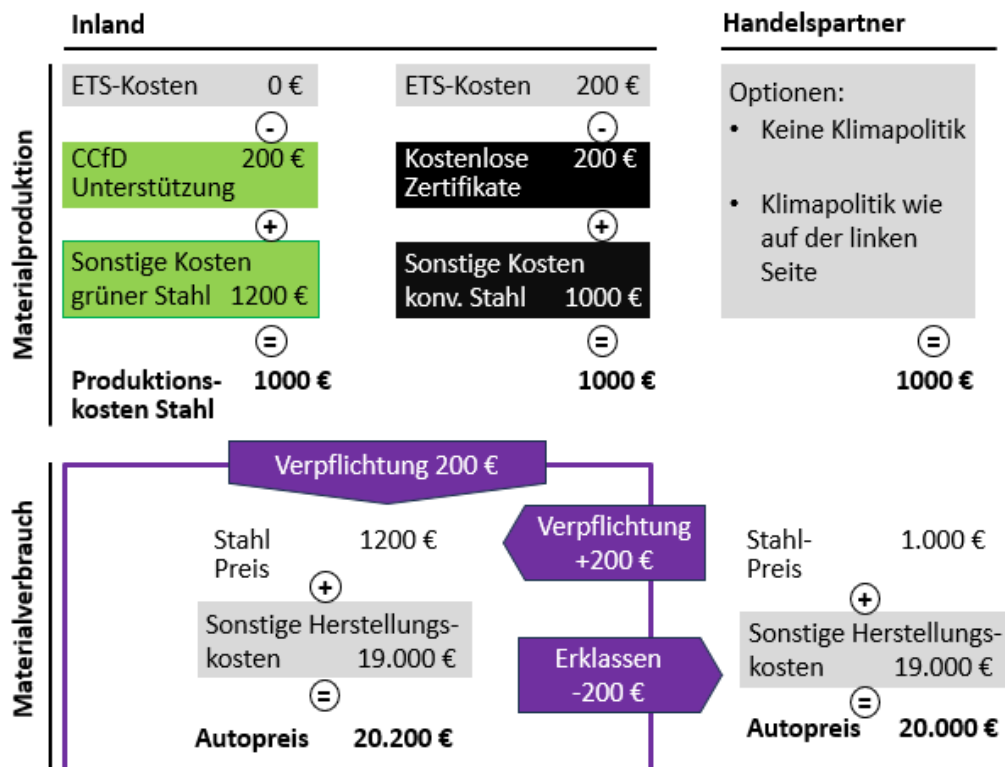 Inland
Handelspartner
Materialproduktion
ETS-Kosten 0 €
-
CCfD 200 €
Unterstützung
+
Sonstige Kosten
grüner Stahl 1200 €
=
Produktions- 1000 €
kosten Stahl
ETS-Kosten 200 €
-
Kostenlose 200 €
Zertifikate
+
Sonstige Kosten
konv. Stahl 1000 €
=
1000 €
Optionen:
• Keine Klimapolitik
• Klimapolitik wie
auf der linken
Seite
=
1000 €
Materialverbrauch
Verpflichtung 200 €
Stahl 1200 €
Preis
+
Sonstige Herstellungs-
kosten 19.000 €
=
Autopreis 20.200 €
Verpflichtung
+200 €
Erklassen
-200 €
Stahl- 1.000 €
Preis
+
Sonstige Herstellungs-
kosten 19.000 €
=
Autopreis 20.000 €